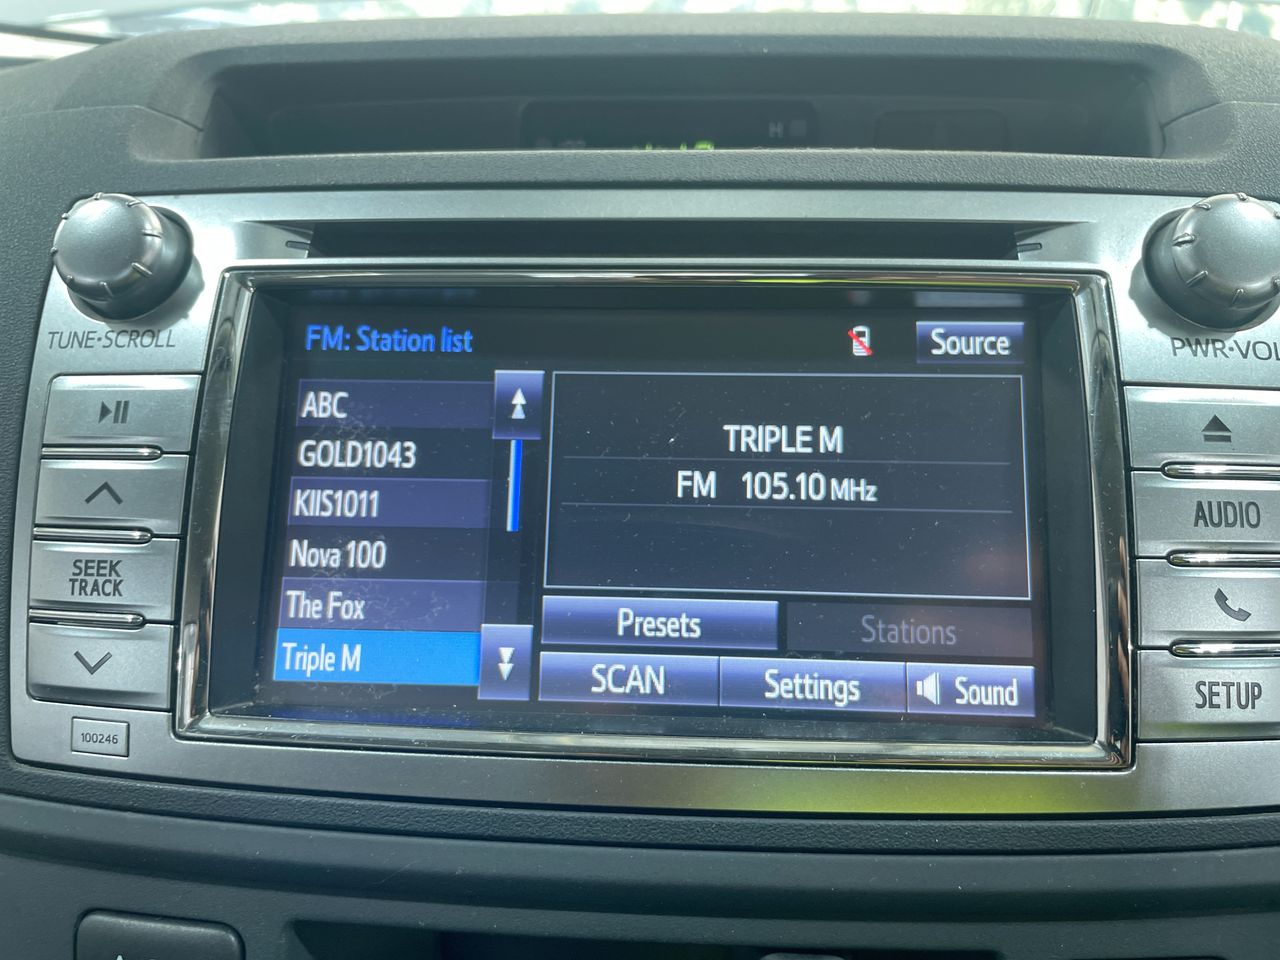 H
TUNE•SCROLL
PWR•VOL
FM: Station list
Source
ABC
GOLD1043
KIIS1011
Nova 100
The Fox
Triple M
TRIPLE M
FM 105.10 MHz
Presets
Stations
SCAN
Settings
Sound
SEEK
TRACK
100246
AUDIO
SETUP